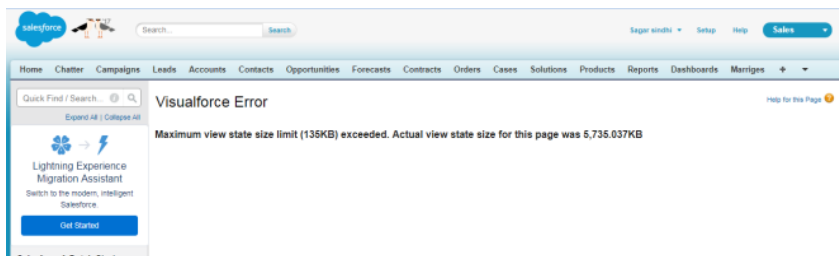 salesforce
Search...
Search
Sagar sindhi
Setup
Help
Sales
Home Chatter Campaigns Leads Accounts Contacts Opportunities Forecasts Contracts Orders Cases Solutions Products Reports Dashboards Marriges +
Quick Find / Search...
Expand All | Collapse All
Lightning Experience
Migration Assistant
Switch to the modern, intelligent
Salesforce.
Get Started
Visualforce Error
Help for this Page
Maximum view state size limit (135KB) exceeded. Actual view state size for this page was 5,735.037KB